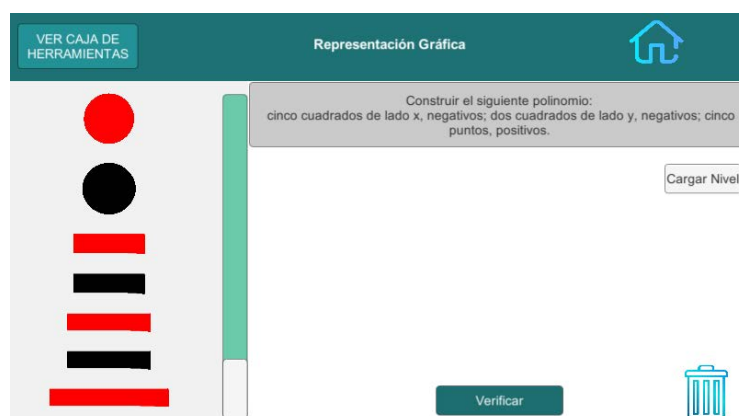 VER CAJA DE
HERRAMIENTAS
Representación Gráfica
Construir el siguiente polinomio:
cinco cuadrados de lado x, negativos; dos cuadrados de lado y, negativos; cinco
puntos, positivos.
Cargar Nivel
Verificar